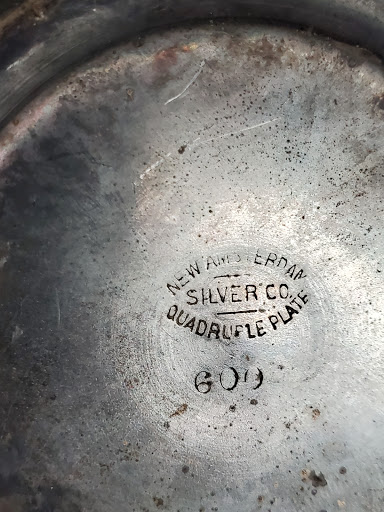 NEW AMSTERDAM
SILVER CO.
QUADRUPLE PLATE
609